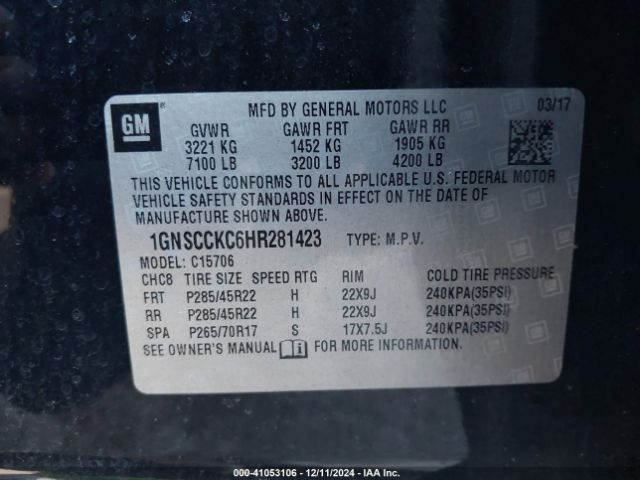 GM
MFD BY GENERAL MOTORS LLC 03/17
GVWR GAWR FRT GAWR RR
3221 KG 1452 KG 1905 KG
7100 LB 3200 LB 4200 LB
THIS VEHICLE CONFORMS TO ALL APPLICABLE U.S. FEDERAL MOTOR
VEHICLE SAFETY STANDARDS IN EFFECT ON THE DATE OF
MANUFACTURE SHOWN ABOVE.
1GNSCCKC6HR281423 TYPE: M.P.V.
MODEL: C15706
CHC8 TIRE SIZE SPEED RTG RIM COLD TIRE PRESSURE
FRT P285/45R22 H 22X9J 240KPA(35PSI)
RR P285/45R22 H 22X9J 240KPA(35PSI)
SPA P265/70R17 S 17X7.5J 240KPA(35PSI)
SEE OWNER'S MANUAL FOR MORE INFORMATION.
000-41053106 - 12/11/2024 - IAA Inc.